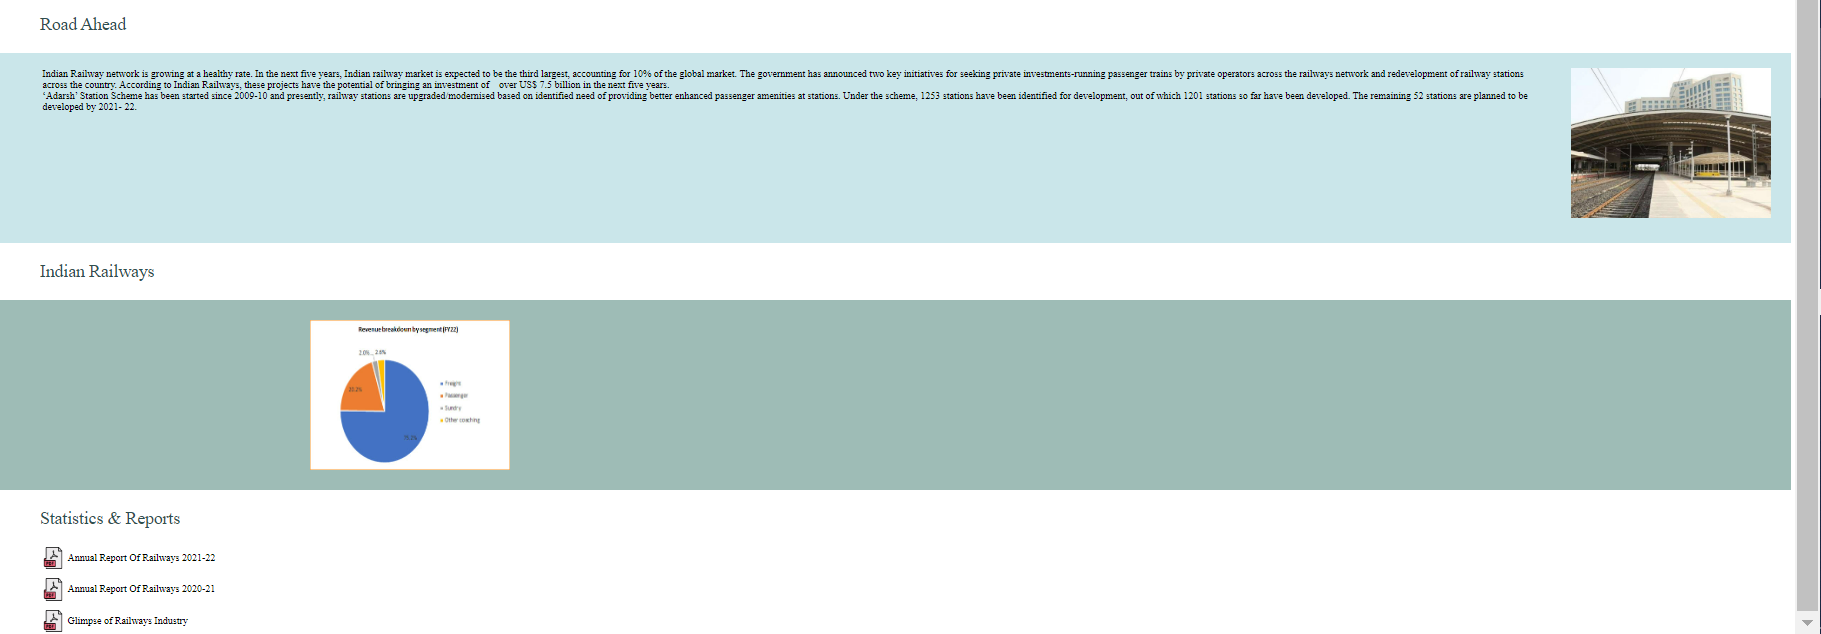 Road Ahead
Indian Railway network is growing at a healthy rate. In the next five years, Indian railway market is expected to be the third largest, accounting for 10% of the global market. The government has announced two key initiatives for seeking private investments-running passenger trains by private operators across the railways network and redevelopment of railway stations
across the country. According to Indian Railways, these projects have the potential of bringing an investment of over US$ 7.5 billion in the next five years.
‘Adarsh’ Station Scheme has been started since 2009-10 and presently, railway stations are upgraded/modernised based on identified need of providing better enhanced passenger amenities at stations. Under the scheme, 1253 stations have been identified for development, out of which 1201 stations so far have been developed. The remaining 52 stations are planned to be
developed by 2021- 22.
Indian Railways
Revenue breakdown by segment (FY22)
2.0% 2.6%
Freight
Passenger
Sundry
Other coaching
Statistics & Reports
PDF Annual Report Of Railways 2021-22
PDF Annual Report Of Railways 2020-21
PDF Glimpse of Railways Industry